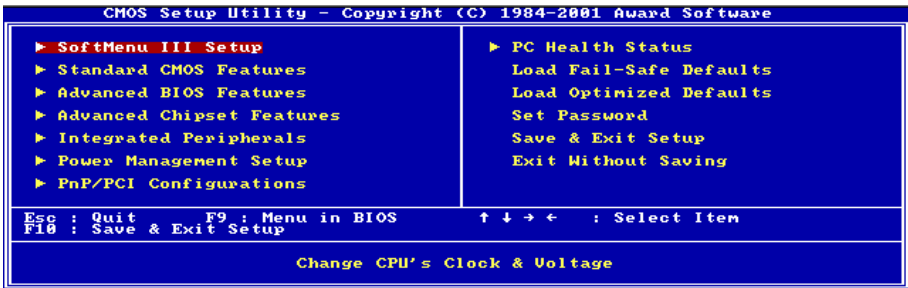 CMOS Setup Utility - Copyright (C) 1984-2001 Award Software
▶ SoftMenu III Setup
▶ Standard CMOS Features
▶ Advanced BIOS Features
▶ Advanced Chipset Features
▶ Integrated Peripherals
▶ Power Management Setup
▶ PnP/PCI Configurations
▶ PC Health Status
Load Fail-Safe Defaults
Load Optimized Defaults
Set Password
Save & Exit Setup
Exit Without Saving
Esc : Quit F9 : Menu in BIOS ↑ ↓ → ← : Select Item
F10 : Save & Exit Setup
Change CPU's Clock & Voltage